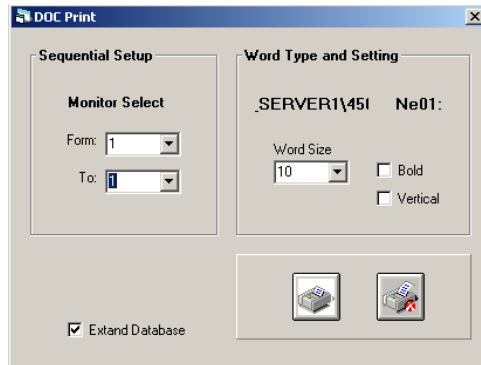 DOC Print
Sequential Setup
Monitor Select
Form: 1
To: 1
Word Type and Setting
_SERVER1\45( Ne01:
Word Size
10
Bold
Vertical
Extand Database